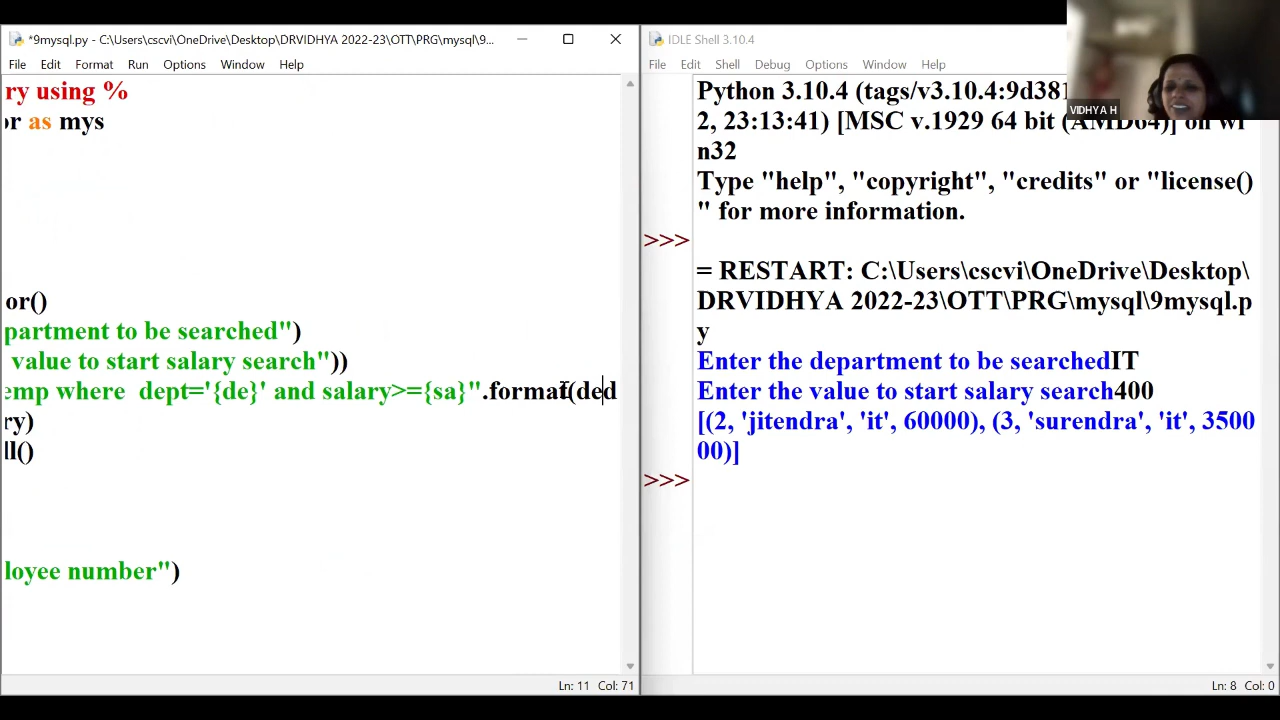 *9mysql.py - C:\Users\cscvi\OneDrive\Desktop\DRVIDHYA 2022-23\OTT\PRG\mysql\9...
File Edit Format Run Options Window Help
ry using %
or as mys
or()
partment to be searched")
value to start salary search"))
emp where  dept='{de}' and salary>={sa}".format(ded
ry)
ll()
loyee number")
Ln: 11 Col: 71
IDLE Shell 3.10.4
File Edit Shell Debug Options Window Help
VIDHYA H
Python 3.10.4 (tags/v3.10.4:9d381
2, 23:13:41) [MSC v.1929 64 bit (AMD64)] on wi
n32
Type "help", "copyright", "credits" or "license()
" for more information.
>>>
= RESTART: C:\Users\cscvi\OneDrive\Desktop\
DRVIDHYA 2022-23\OTT\PRG\mysql\9mysql.p
y
Enter the department to be searchedIT
Enter the value to start salary search400
[(2, 'jitendra', 'it', 60000), (3, 'surendra', 'it', 3500
00)]
>>>
Ln: 8 Col: 0